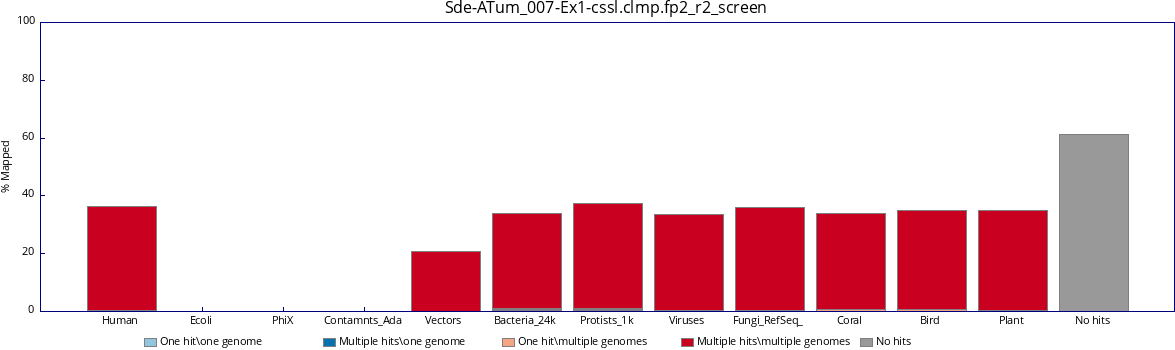 Sde-ATum_007-Ex1-cssl.clmp.fp2_r2_screen
100
80
60
40
20
0
% Mapped
Human Ecoli PhiX Contamnts_Ada Vectors Bacteria_24k Protists_1k Viruses Fungi_RefSeq_ Coral Bird Plant No hits
One hit\one genome Multiple hits\one genome One hit\multiple genomes Multiple hits\multiple genomes No hits